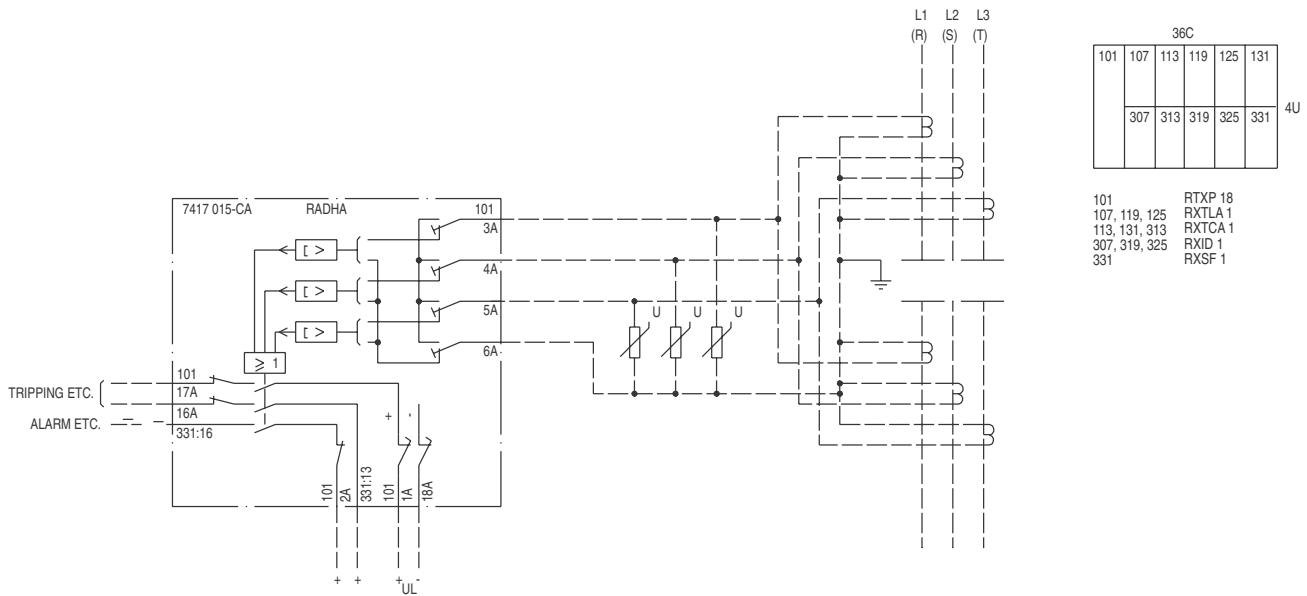 L1 L2 L3
(R) (S) (T)
36C
101 107 113 119 125 131
307 313 319 325 331
4U
101 RTXP 18
107, 119, 125 RXTLA 1
113, 131, 313 RXTCA 1
307, 319, 325 RXID 1
331 RXSF 1
7417 015-CA RADHA 101
3A
[ >
4A
[ >
5A
U U U
[ >
6A
≥ 1
101
TRIPPING ETC.
17A
16A
ALARM ETC.
331:16
+ -
101 2A 331:13 101 1A 18A
+ + + -
UL